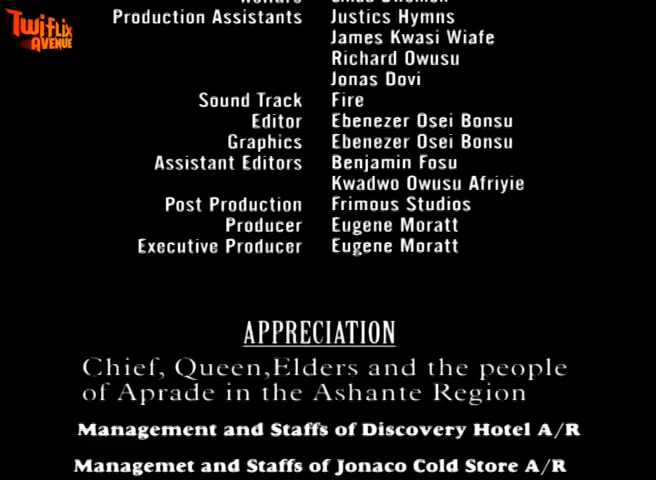 Twiflix
AVENUE
Production Assistants Justics Hymns
James Kwasi Wiafe
Richard Owusu
Jonas Dovi
Sound Track Fire
Editor Ebenezer Osei Bonsu
Graphics Ebenezer Osei Bonsu
Assistant Editors Benjamin Fosu
Kwadwo Owusu Afriyie
Post Production Frimous Studios
Producer Eugene Moratt
Executive Producer Eugene Moratt
APPRECIATION
Chief, Queen,Elders and the people
of Aprade in the Ashante Region
Management and Staffs of Discovery Hotel A/R
Managemet and Staffs of Jonaco Cold Store A/R